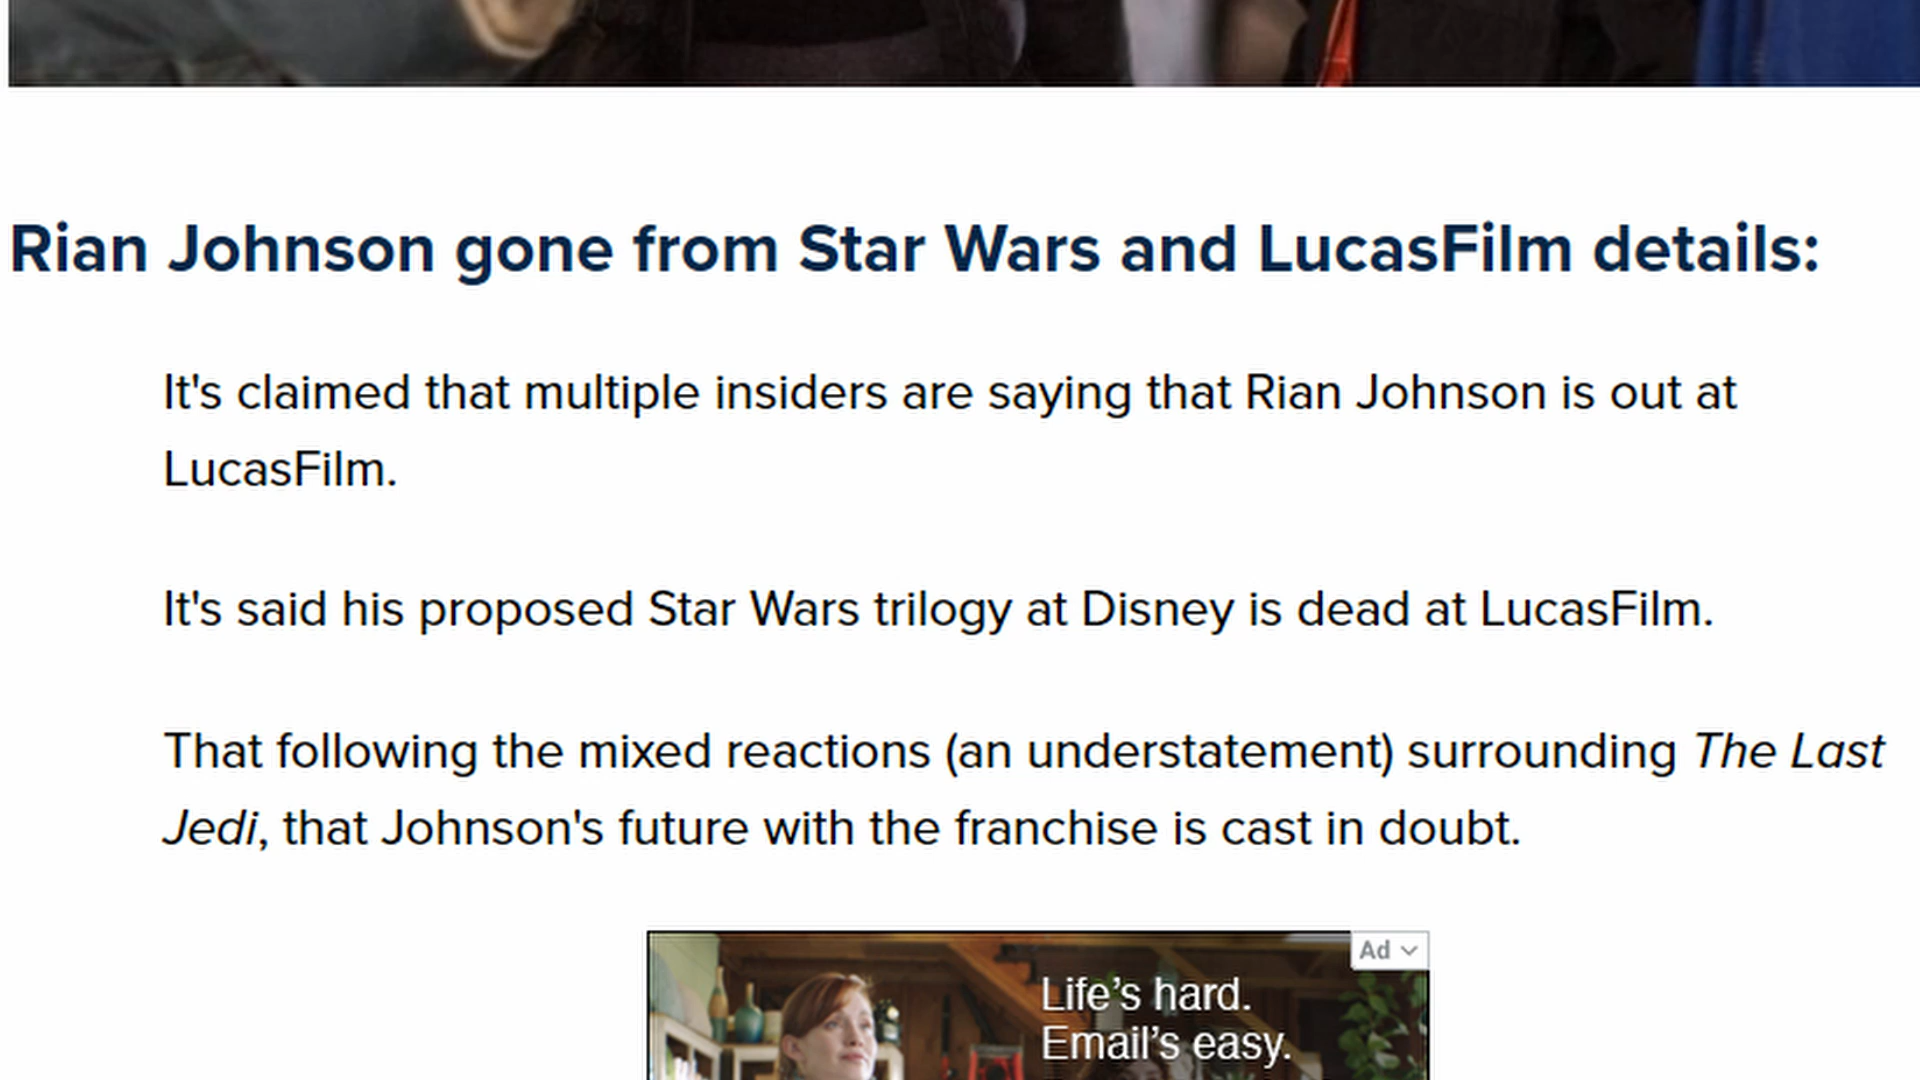 Rian Johnson gone from Star Wars and LucasFilm details:
It's claimed that multiple insiders are saying that Rian Johnson is out at
LucasFilm.
It's said his proposed Star Wars trilogy at Disney is dead at LucasFilm.
That following the mixed reactions (an understatement) surrounding The Last
Jedi, that Johnson's future with the franchise is cast in doubt.
Ad
Life's hard.
Email's easy.